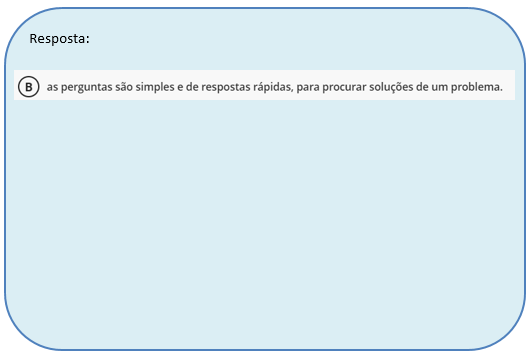 Resposta:
B as perguntas são simples e de respostas rápidas, para procurar soluções de um problema.